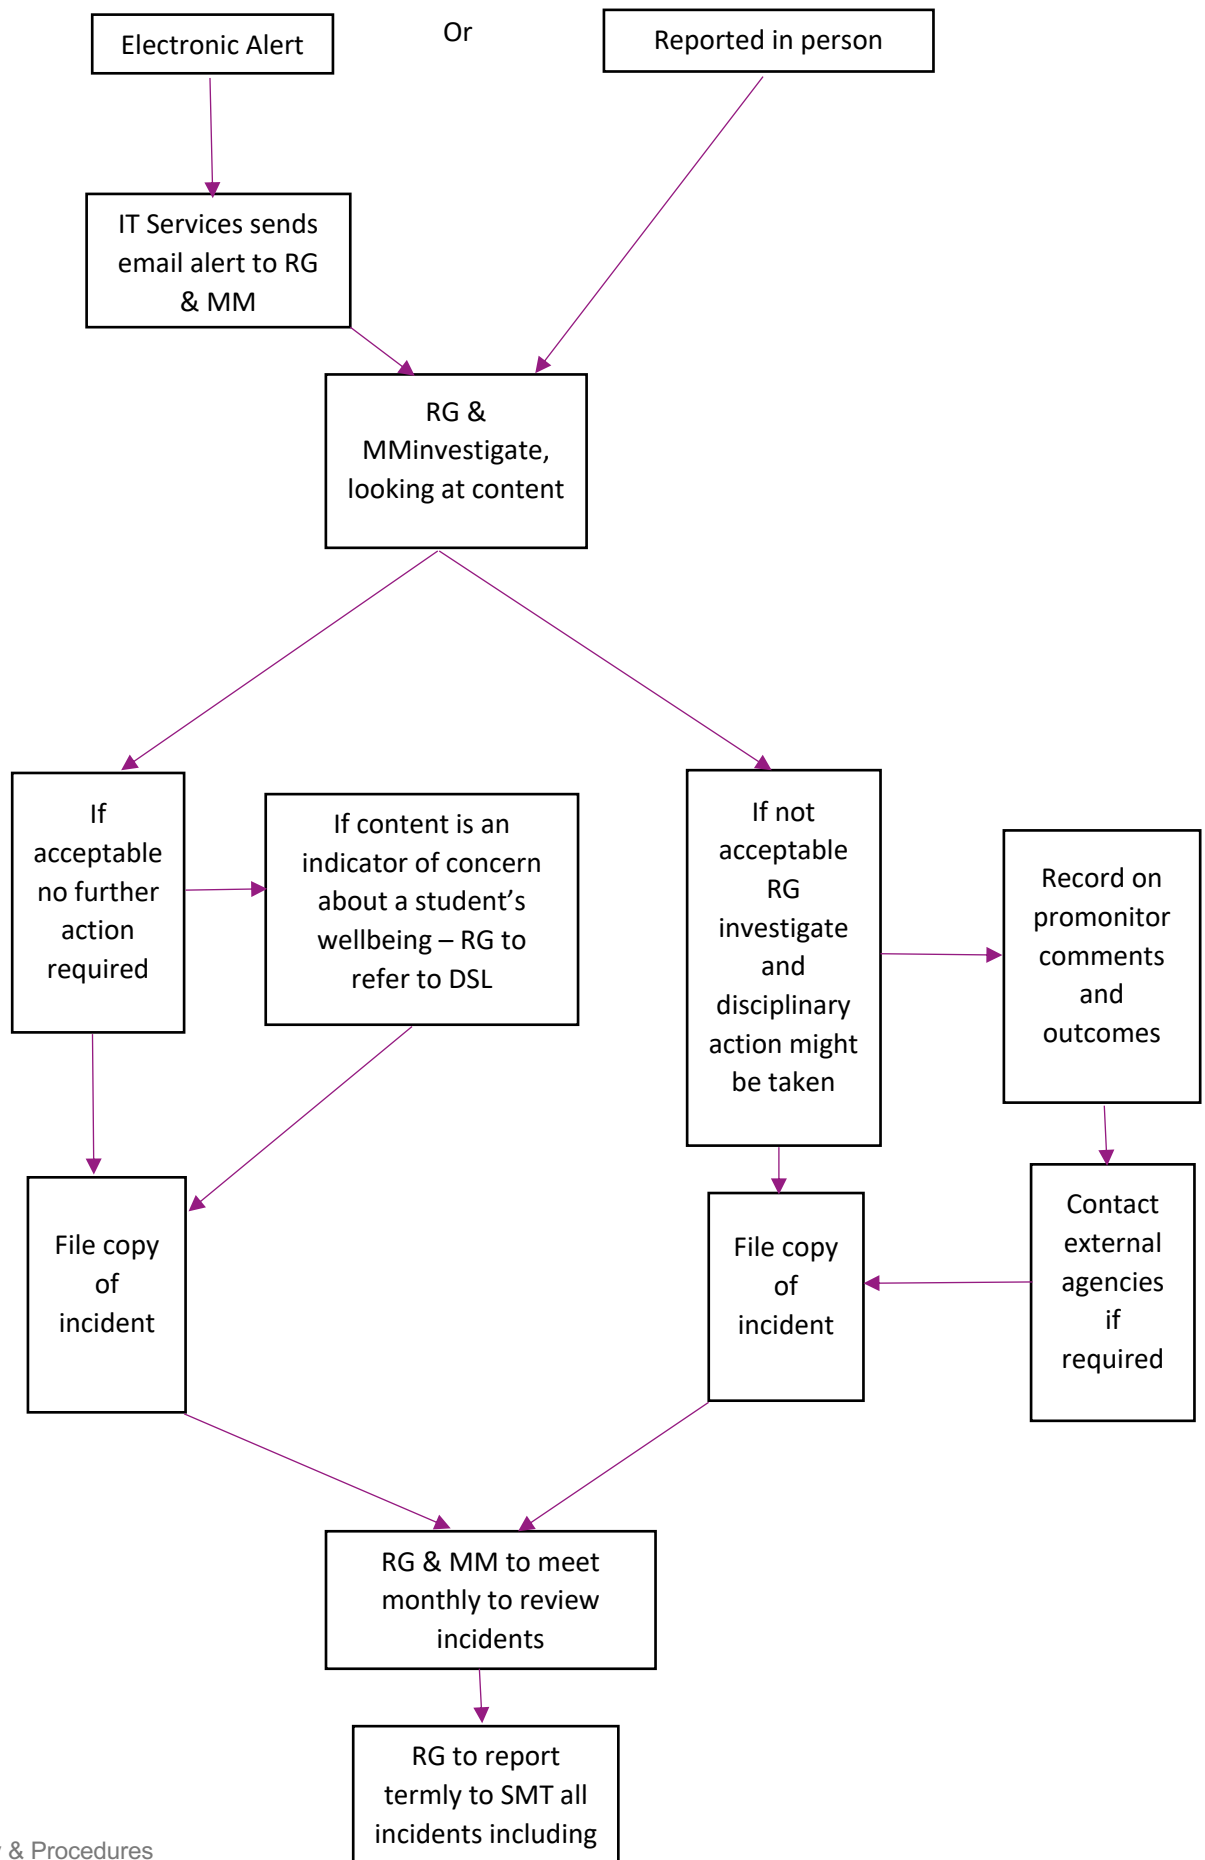 Electronic Alert
Or
Reported in person
IT Services sends
email alert to RG
& MM
RG &
MMinvestigate,
looking at content
If
acceptable
no further
action
required
If content is an
indicator of concern
about a student’s
wellbeing – RG to
refer to DSL
If not
acceptable
RG
investigate
and
disciplinary
action might
be taken
Record on
promonitor
comments
and
outcomes
File copy
of
incident
File copy
of
incident
Contact
external
agencies
if
required
RG & MM to meet
monthly to review
incidents
RG to report
termly to SMT all
incidents including
& Procedures